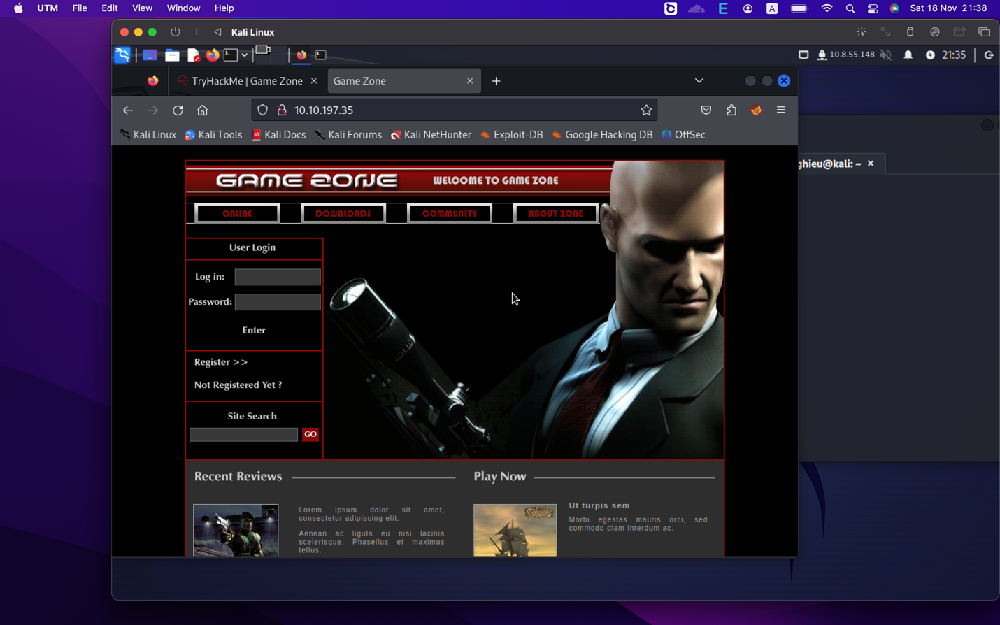 UTM File Edit View Window Help
A
Sat 18 Nov 21:38
Kali Linux
10.8.55.148
21:35
TryHackMe | Game Zone
Game Zone
10.10.197.35
Kali Linux Kali Tools Kali Docs Kali Forums Kali NetHunter Exploit-DB Google Hacking DB OffSec
ghieu@kali: ~
GAME ZONE
WELCOME TO GAME ZONE
ONLINE DOWNLONDS COMMUNITY ABOUT ZONE
User Login
Log in:
Password:
Enter
Register >>
Not Registered Yet ?
Site Search
GO
Recent Reviews
Lorem ipsum dolor sit amet,
consectetur adipiscing elit.
Aenean ac ligula eu nisi lacinia
scelerisque. Phasellus et maximus
tellus.
Play Now
Ut turpis sem
Morbi egestas mauris orci, sed
commodo diam interdum ac.